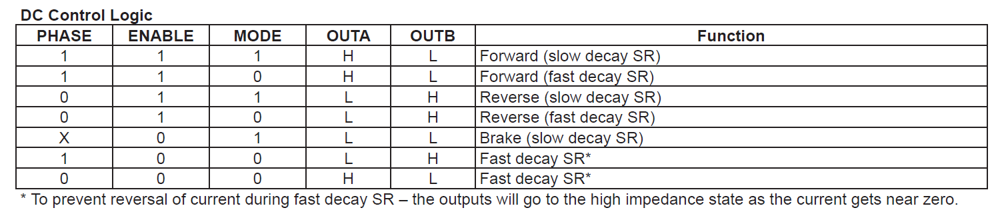 DC Control Logic
PHASE ENABLE MODE OUTA OUTB Function
1 1 1 H L Forward (slow decay SR)
1 1 0 H L Forward (fast decay SR)
0 1 1 L H Reverse (slow decay SR)
0 1 0 L H Reverse (fast decay SR)
X 0 1 L L Brake (slow decay SR)
1 0 0 L H Fast decay SR*
0 0 0 H L Fast decay SR*
* To prevent reversal of current during fast decay SR – the outputs will go to the high impedance state as the current gets near zero.